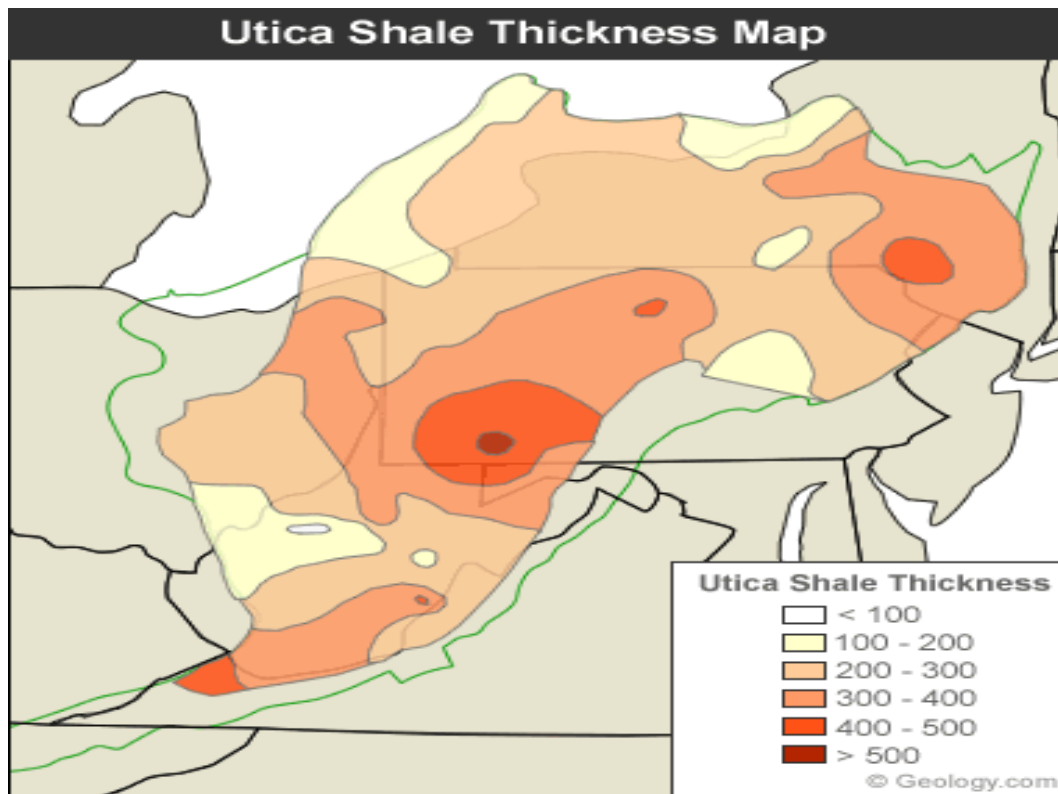 Utica Shale Thickness Map
Utica Shale Thickness
< 100
100 - 200
200 - 300
300 - 400
400 - 500
> 500
© Geology.com